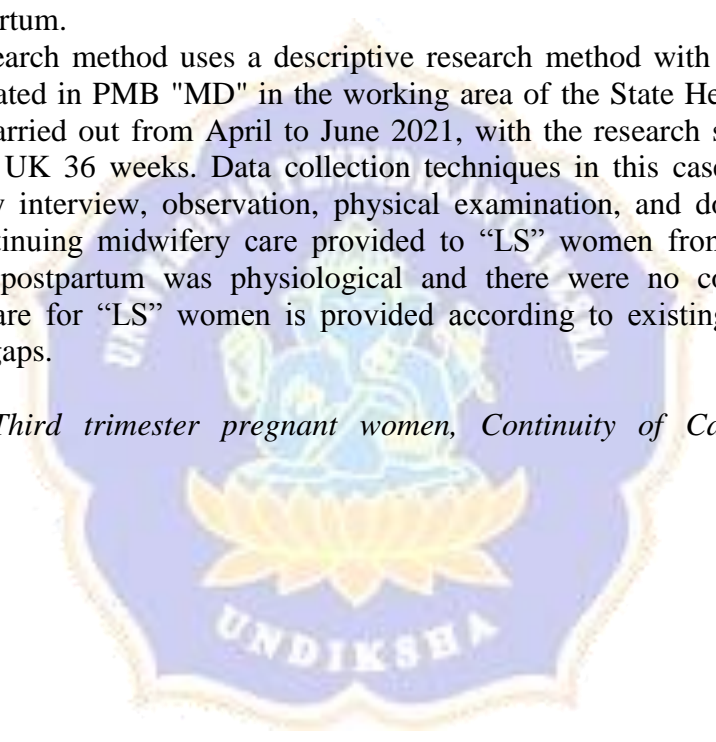 rtum.
earch method uses a descriptive research method with
ated in PMB "MD" in the working area of the State He
arried out from April to June 2021, with the research s
UK 36 weeks. Data collection techniques in this case
y interview, observation, physical examination, and do
tinuing midwifery care provided to “LS” women from
postpartum was physiological and there were no co
are for “LS” women is provided according to existing
gaps.
Third trimester pregnant women, Continuity of Ca
UNDIKSHA